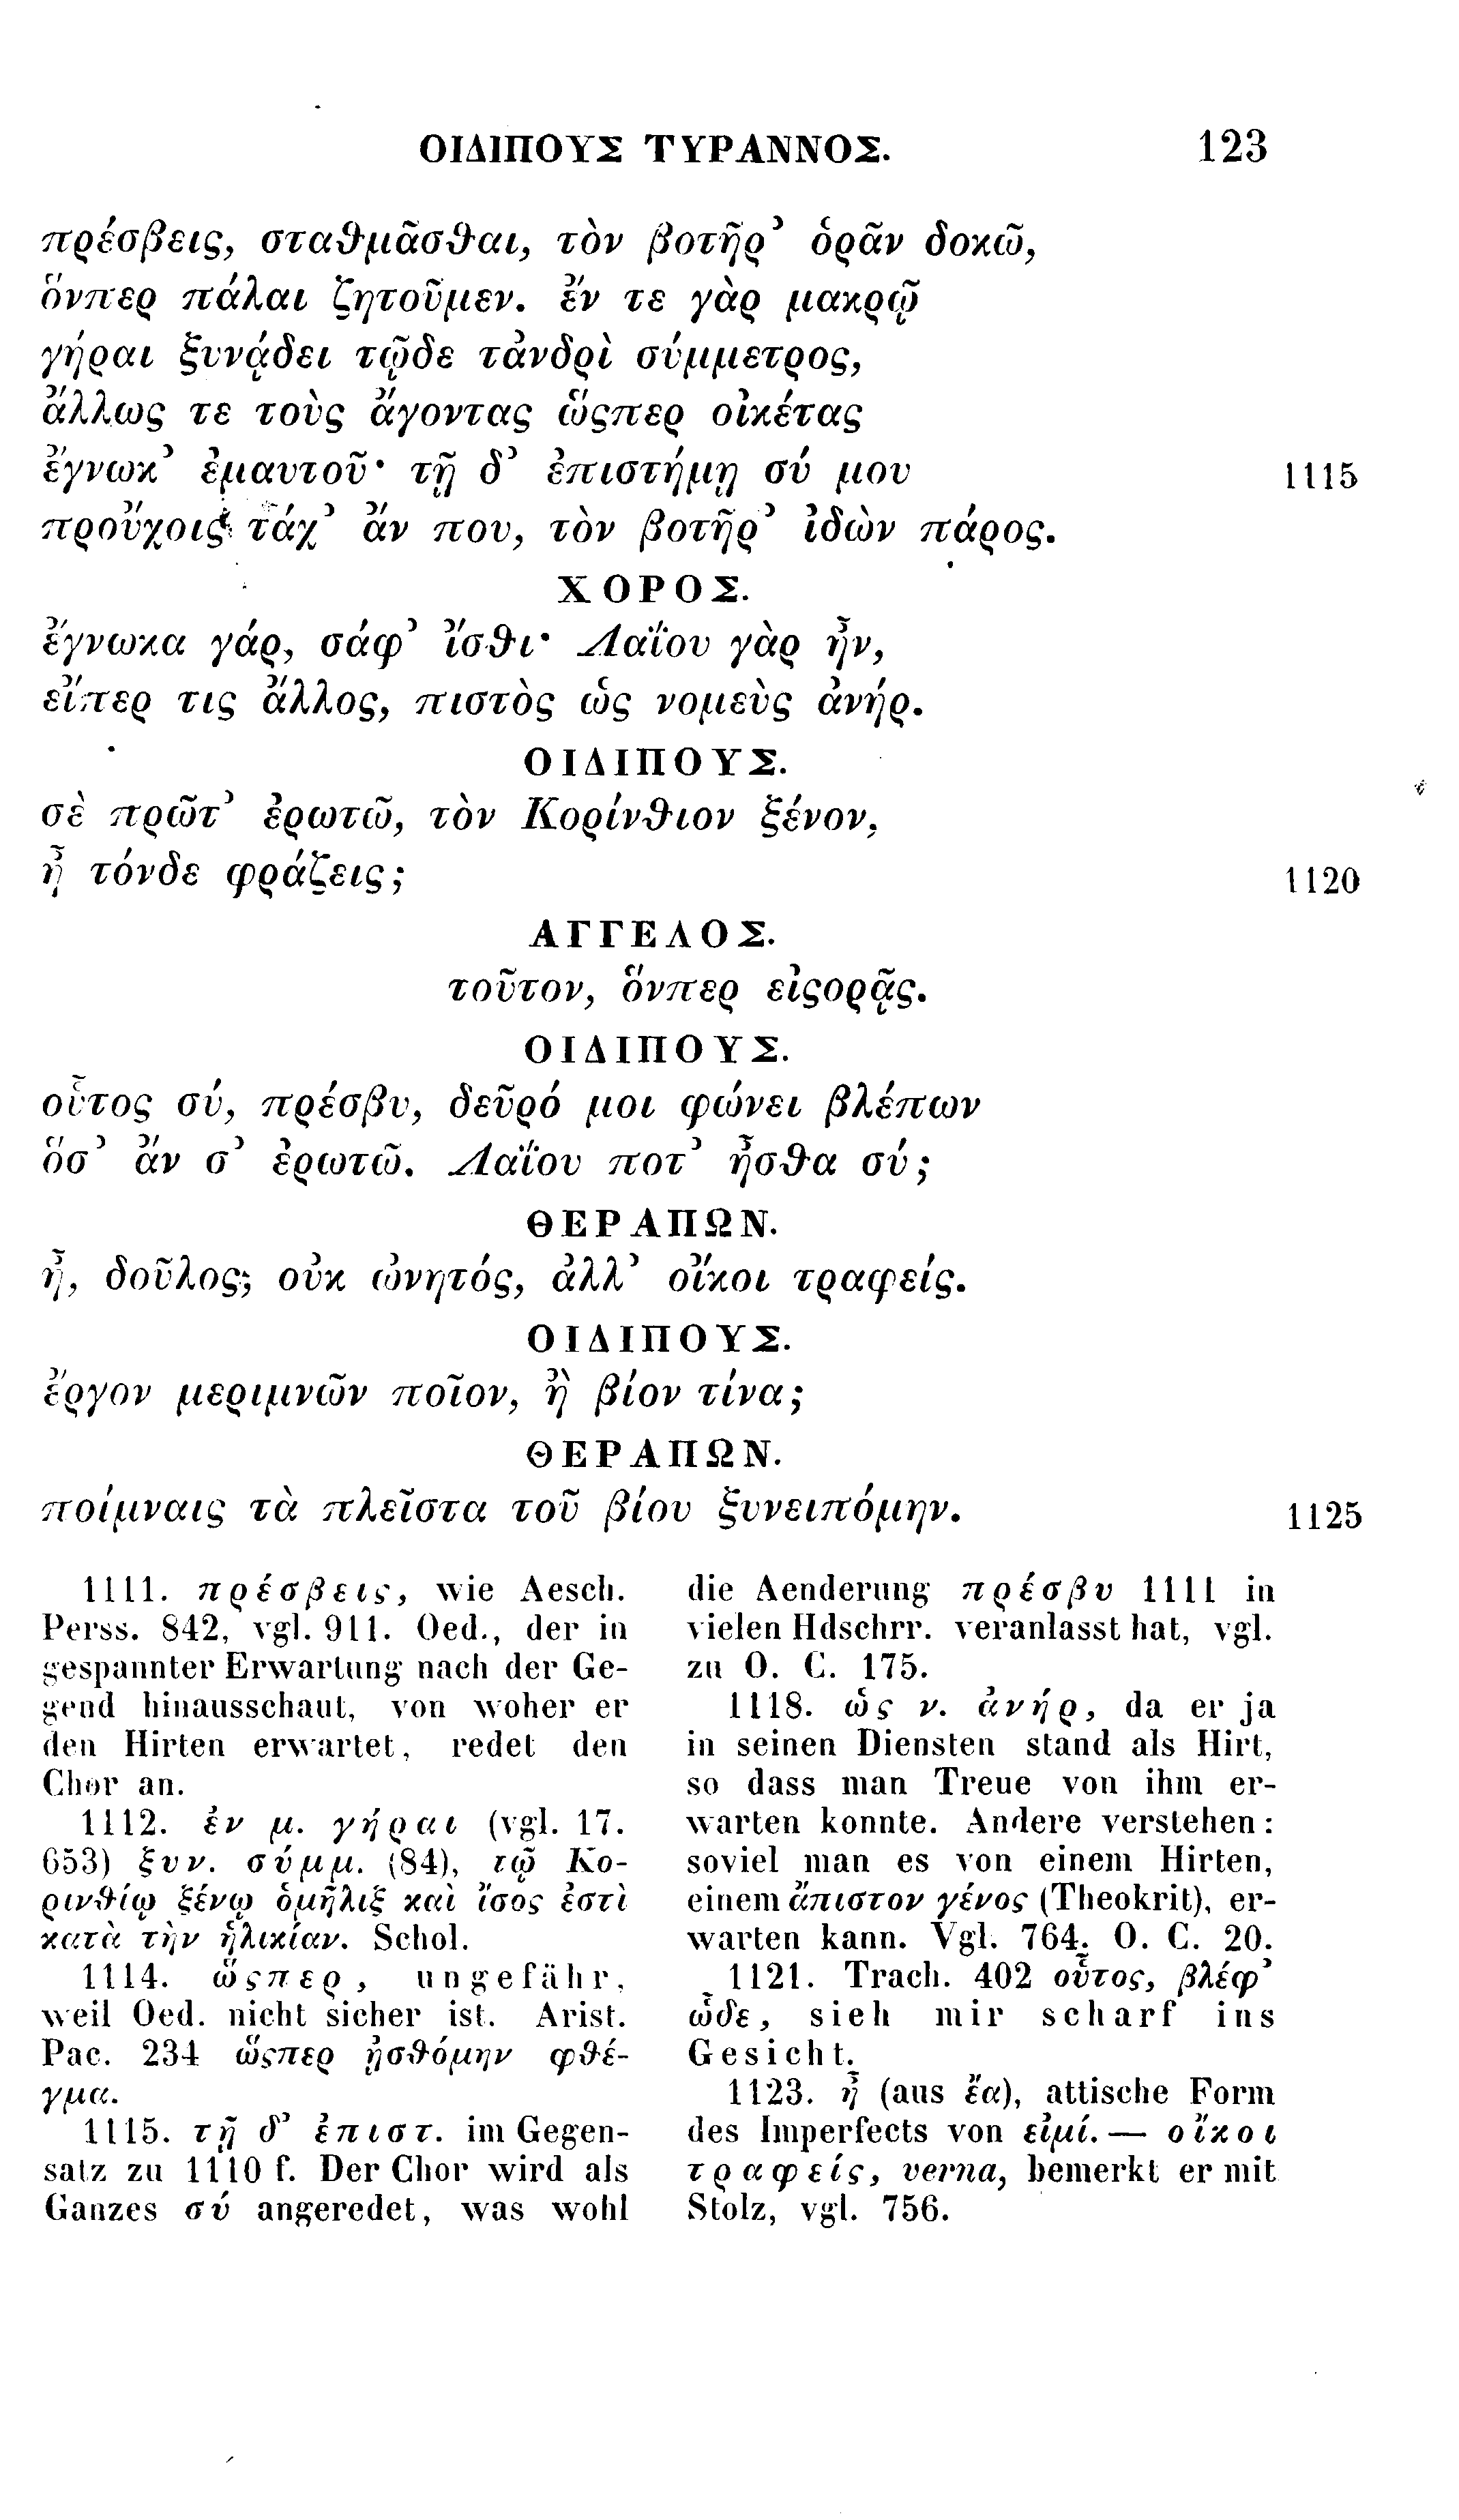 ΟΙΔΙΠΟΥΣ ΤΥΡΑΝΝΟΣ. 123
πρέσβεις, σταθμᾶσθαι, τὸν βοτῆρ’ ὁρᾶν δοκῶ,
ὅνπερ πάλαι ζητοῦμεν. ἔν τε γὰρ μακρῷ
γήραι ξυνᾴδει τῷδε τἀνδρὶ σύμμετρος,
ἄλλως τε τοὺς ἄγοντας ὥςπερ οἰκέτας
ἔγνωκ’ ἐμαυτοῦ· τῇ δ’ ἐπιστήμῃ σύ μου 1115
προὔχοις τάχ’ ἄν που, τὸν βοτῆρ’ ἰδὼν πάρος.
ΧΟΡΟΣ.
ἔγνωκα γάρ, σάφ’ ἴσθι· Λαΐου γὰρ ἦν,
εἴπερ τις ἄλλος, πιστὸς ὡς νομεὺς ἀνήρ.
ΟΙΔΙΠΟΥΣ.
σὲ πρῶτ’ ἐρωτῶ, τὸν Κορίνθιον ξένον,
ἦ τόνδε φράζεις; 1120
ΑΓΓΕΛΟΣ.
τοῦτον, ὅνπερ εἰςορᾷς.
ΟΙΔΙΠΟΥΣ.
οὗτος σύ, πρέσβυ, δεῦρό μοι φώνει βλέπων
ὅσ’ ἄν σ’ ἐρωτῶ. Λαΐου ποτ’ ἦσθα σύ;
ΘΕΡΑΠΩΝ.
ἦ, δοῦλος; οὐκ ὠνητός, ἀλλ’ οἴκοι τραφείς.
ΟΙΔΙΠΟΥΣ.
ἔργον μεριμνῶν ποῖον, ἢ βίον τίνα;
ΘΕΡΑΠΩΝ.
ποίμναις τὰ πλεῖστα τοῦ βίου ξυνειπόμην. 1125
1111. πρέσβεις, wie Aesch.
Perss. 842, vgl. 911. Oed., der in
gespannter Erwartung nach der Ge-
gend hinausschaut, von woher er
den Hirten erwartet, redet den
Chor an.
1112. ἐν μ. γήραι (vgl. 17.
653) ξυν. σύμμ. (84), τῷ Κο-
ρινθίῳ ξένῳ ὁμῆλιξ καὶ ἴσος ἐστὶ
κατὰ τὴν ἡλικίαν. Schol.
1114. ὥςπερ, ungefähr,
weil Oed. nicht sicher ist. Arist.
Pac. 234 ὥςπερ ᾐσθόμην φθέ-
γμα.
1115. τῇ δ’ ἐπιστ. im Gegen-
satz zu 1110 f. Der Chor wird als
Ganzes σύ angeredet, was wohl
die Aenderung πρέσβυ 1111 in
vielen Hdschrr. veranlasst hat, vgl.
zu O. C. 175.
1118. ὡς ν. ἀνήρ, da er ja
in seinen Diensten stand als Hirt,
so dass man Treue von ihm er-
warten konnte. Andere verstehen:
soviel man es von einem Hirten,
einem ἄπιστον γένος (Theokrit), er-
warten kann. Vgl. 764. O. C. 20.
1121. Trach. 402 οὗτος, βλέφ’
ὧδε, sieh mir scharf ins
Gesicht.
1123. ἦ (aus ἔα), attische Form
des Imperfects von εἰμί. — οἴκοι
τραφείς, verna, bemerkt er mit
Stolz, vgl. 756.